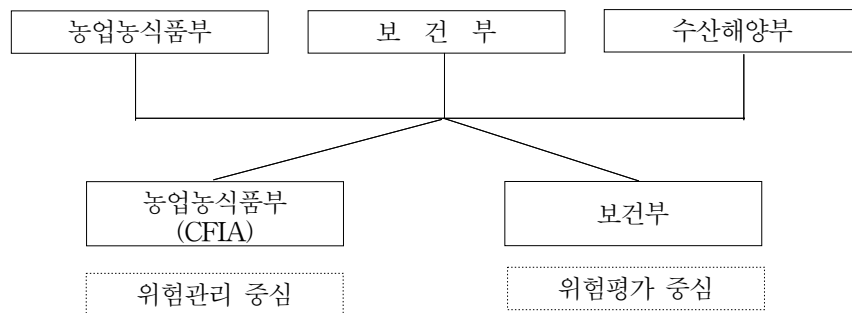 농업농식품부
보 건 부
수산해양부
농업농식품부
(CFIA)
보건부
위험관리 중심
위험평가 중심